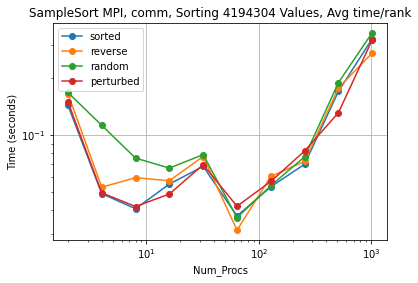 SampleSort MPI, comm, Sorting 4194304 Values, Avg time/rank
sorted
reverse
random
perturbed
Time (seconds)
10⁻¹
10¹
10²
10³
Num_Procs